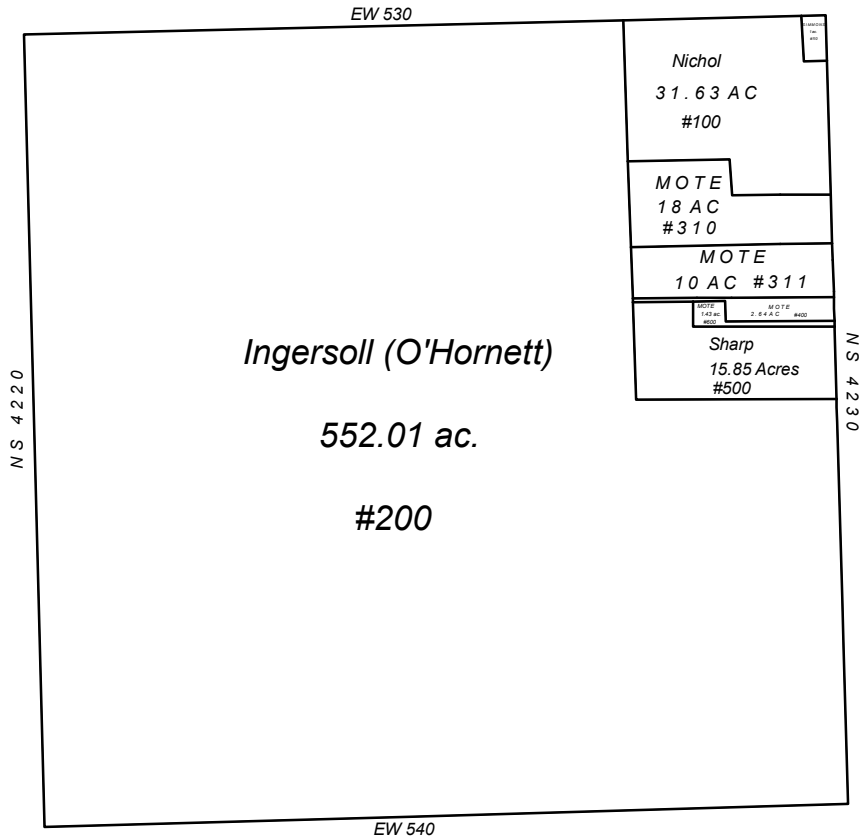 EW 530
Nichol
31.63 AC
#100
MOTE
18 AC
#310
MOTE
10 AC #311
MOTE
1.43 ac.
#600
MOTE
2.64 AC #400
Sharp
15.85 Acres
#500
Ingersoll (O'Hornett)
552.01 ac.
#200
NS 4220
NS 4230
EW 540